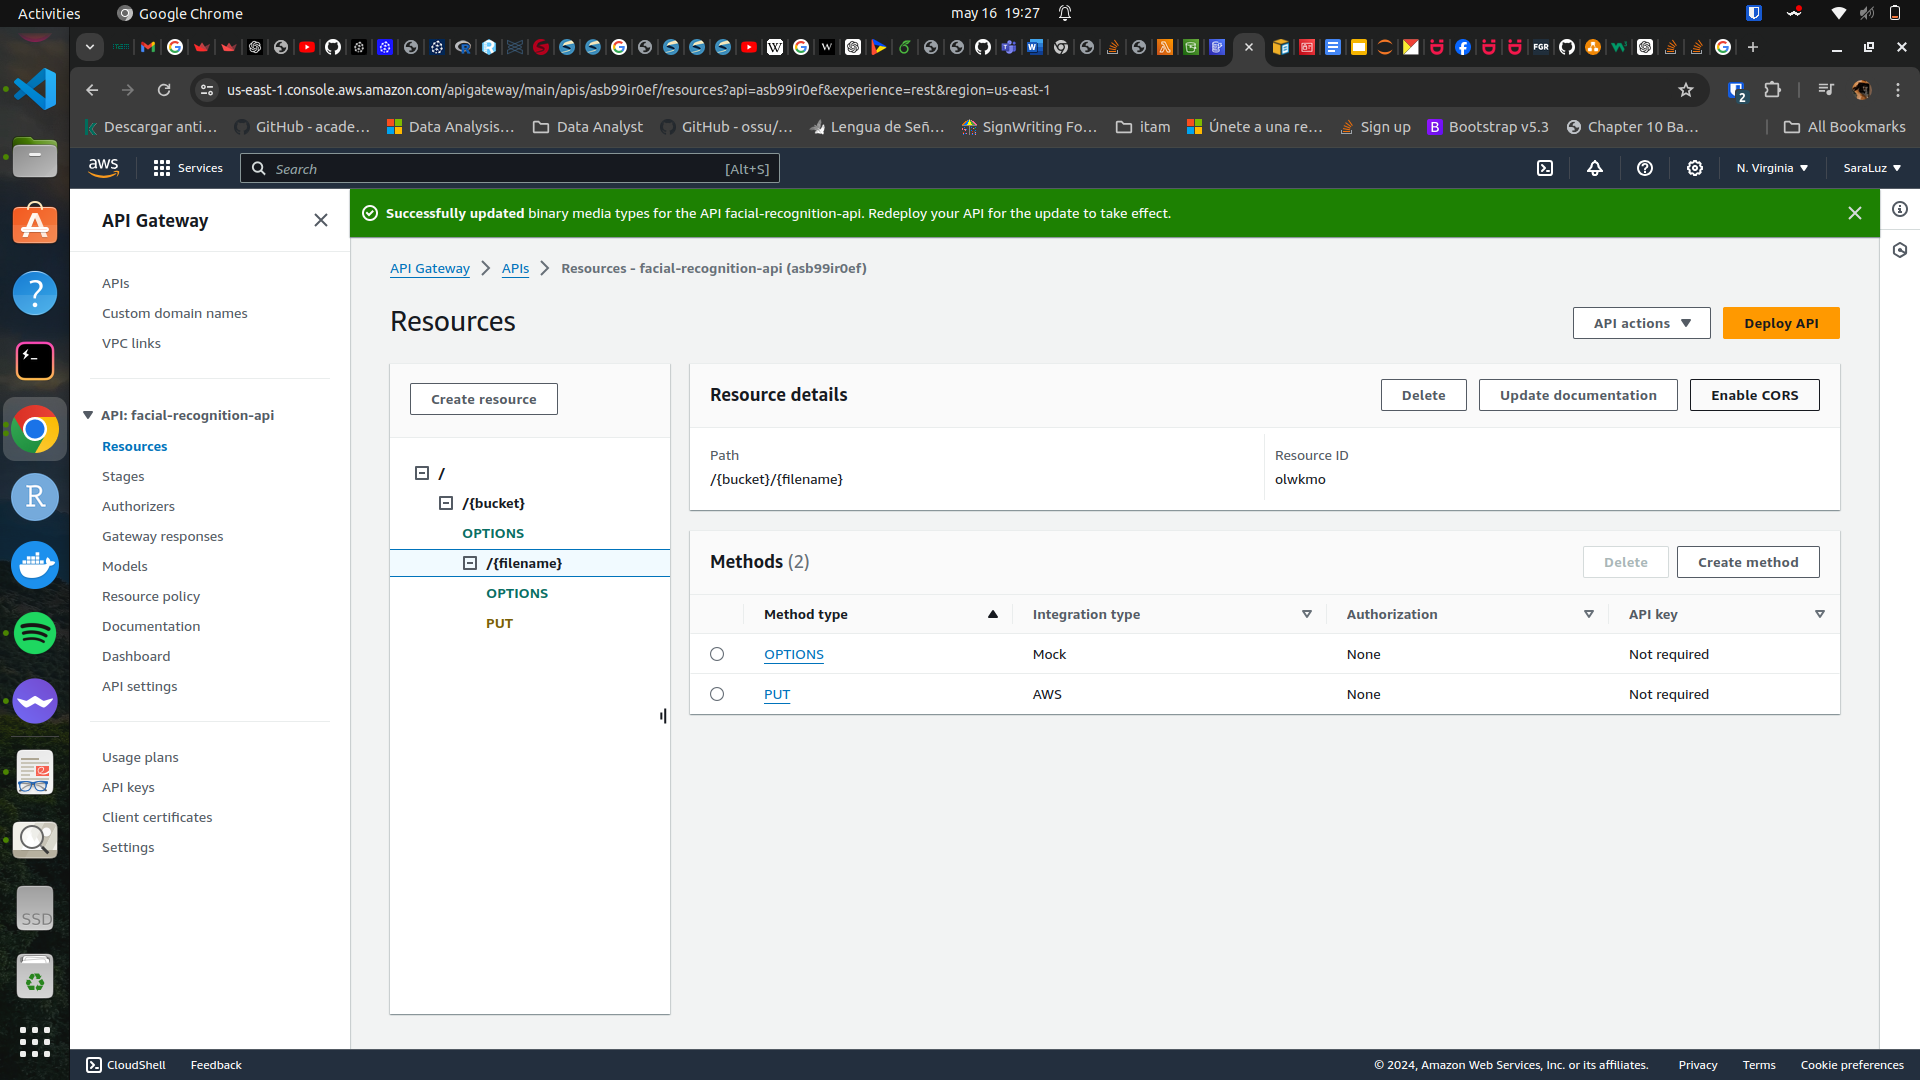 Activities
Google Chrome
may 16 19:27
us-east-1.console.aws.amazon.com/apigateway/main/apis/asb99ir0ef/resources?api=asb99ir0ef&experience=rest&region=us-east-1
2
Descargar anti...
GitHub - acade...
Data Analysis...
Data Analyst
GitHub - ossu/...
Lengua de Señ...
SignWriting Fo...
itam
Únete a una re...
Sign up
Bootstrap v5.3
Chapter 10 Ba...
All Bookmarks
aws
Services
Search
[Alt+S]
N. Virginia
SaraLuz
API Gateway
Successfully updated binary media types for the API facial-recognition-api. Redeploy your API for the update to take effect.
APIs
Custom domain names
VPC links
API: facial-recognition-api
Resources
Stages
Authorizers
Gateway responses
Models
Resource policy
Documentation
Dashboard
API settings
Usage plans
API keys
Client certificates
Settings
API Gateway
APIs
Resources - facial-recognition-api (asb99ir0ef)
Resources
API actions
Deploy API
Create resource
/
/{bucket}
OPTIONS
/{filename}
OPTIONS
PUT
Resource details
Delete
Update documentation
Enable CORS
Path
/{bucket}/{filename}
Resource ID
olwkmo
Methods (2)
Delete
Create method
Method type
Integration type
Authorization
API key
OPTIONS
Mock
None
Not required
PUT
AWS
None
Not required
SSD
CloudShell
Feedback
© 2024, Amazon Web Services, Inc. or its affiliates.
Privacy
Terms
Cookie preferences